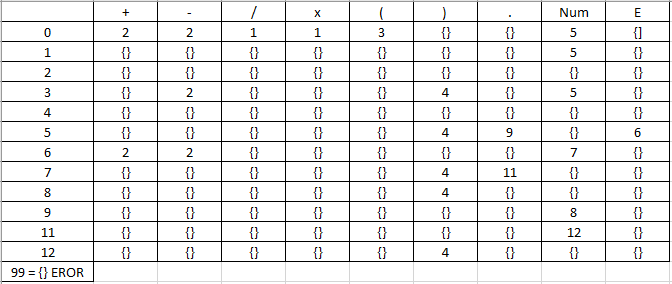 + - / x ( ) . Num E
0 2 2 1 1 3 {} {} 5 {]
1 {} {} {} {} {} {} {} 5 {}
2 {} {} {} {} {} {} {} {} {}
3 {} 2 {} {} {} 4 {} 5 {}
4 {} {} {} {} {} {} {} {} {}
5 {} {} {} {} {} 4 9 {} 6
6 2 2 {} {} {} {} {} 7 {}
7 {} {} {} {} {} 4 11 {} {}
8 {} {} {} {} {} 4 {} {} {}
9 {} {} {} {} {} {} {} 8 {}
11 {} {} {} {} {} {} {} 12 {}
12 {} {} {} {} {} 4 {} {} {}
99 = {} EROR